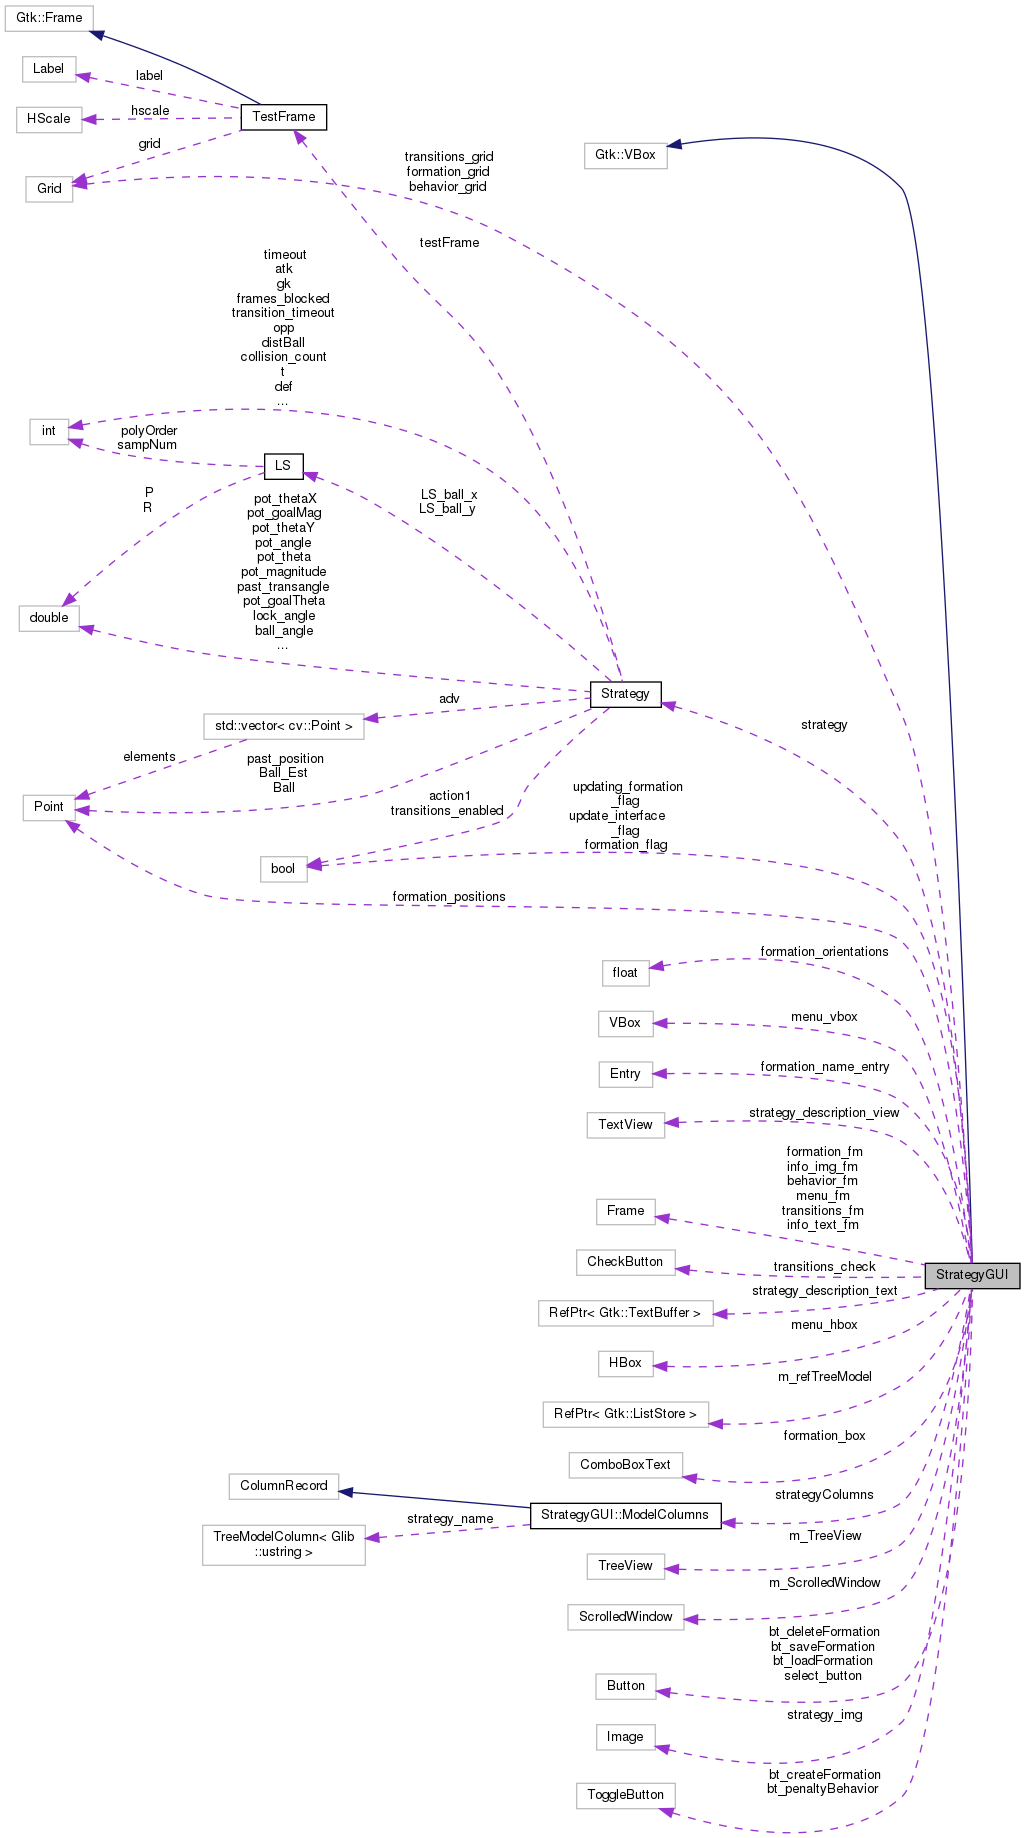 Gtk::Frame
Label
label
hscale
HScale
TestFrame
grid
Grid
transitions_grid
formation_grid
behavior_grid
Gtk::VBox
testFrame
timeout
atk
gk
frames_blocked
transition_timeout
opp
distBall
collision_count
t
def
...
int
polyOrder
sampNum
LS
P
R
LS_ball_x
LS_ball_y
pot_thetaX
pot_goalMag
pot_thetaY
pot_angle
pot_theta
pot_magnitude
past_transangle
pot_goalTheta
lock_angle
ball_angle
...
double
Strategy
adv
strategy
std::vector< cv::Point >
elements
past_position
Ball_Est
Ball
Point
action1
transitions_enabled
updating_formation
_flag
update_interface
_flag
formation_flag
bool
formation_positions
formation_orientations
float
menu_vbox
VBox
formation_name_entry
Entry
strategy_description_view
TextView
formation_fm
info_img_fm
behavior_fm
menu_fm
transitions_fm
info_text_fm
Frame
CheckButton
transitions_check
StrategyGUI
strategy_description_text
RefPtr< Gtk::TextBuffer >
menu_hbox
HBox
m_refTreeModel
RefPtr< Gtk::ListStore >
formation_box
ComboBoxText
ColumnRecord
strategyColumns
StrategyGUI::ModelColumns
strategy_name
TreeModelColumn< Glib
::ustring >
m_TreeView
TreeView
m_ScrolledWindow
ScrolledWindow
bt_deleteFormation
bt_saveFormation
bt_loadFormation
select_button
Button
strategy_img
Image
bt_createFormation
bt_penaltyBehavior
ToggleButton